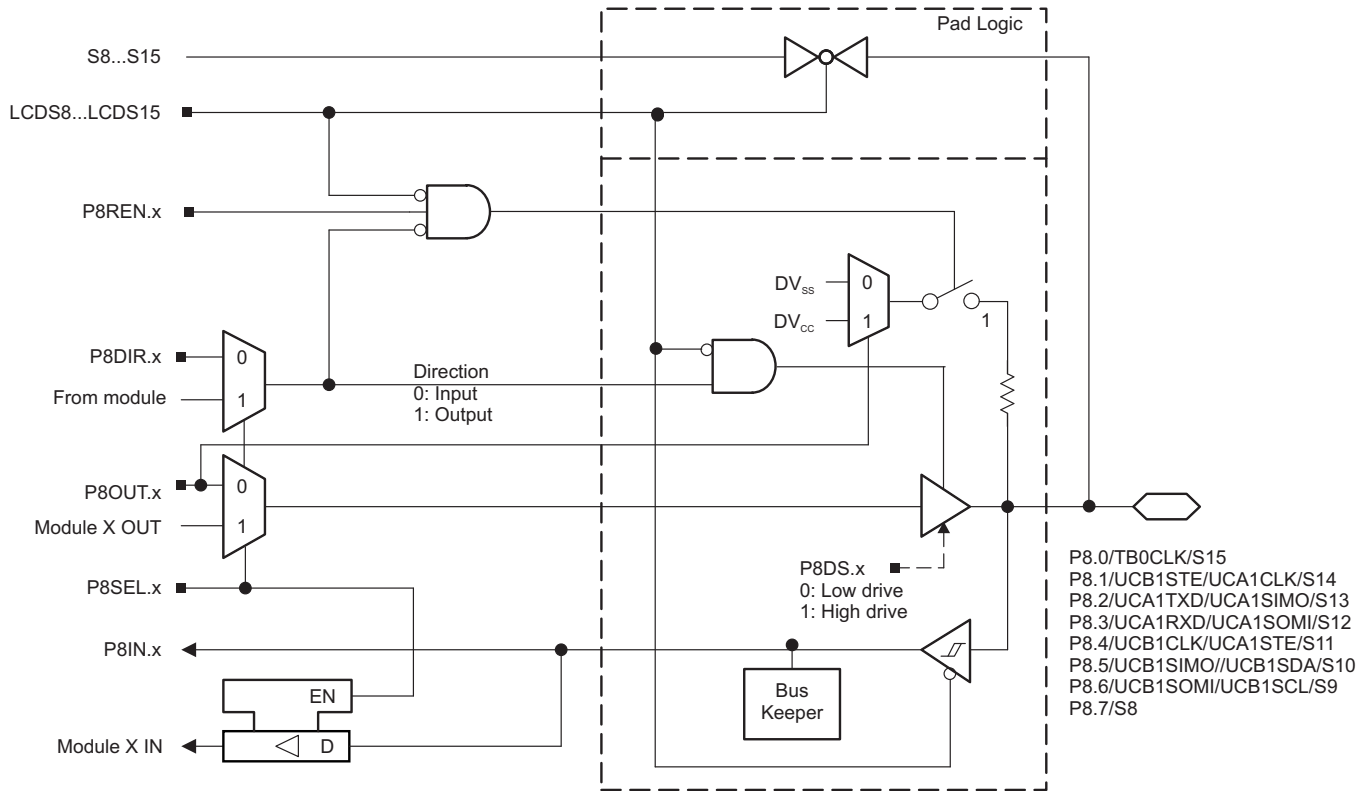 Pad Logic
S8...S15
LCDS8...LCDS15
P8REN.x
DVSS
0
DVCC
1
1
P8DIR.x
0
From module
1
Direction
0: Input
1: Output
P8OUT.x
0
Module X OUT
1
P8DS.x
0: Low drive
1: High drive
P8SEL.x
P8IN.x
EN
Bus
Keeper
Module X IN
D
P8.0/TB0CLK/S15
P8.1/UCB1STE/UCA1CLK/S14
P8.2/UCA1TXD/UCA1SIMO/S13
P8.3/UCA1RXD/UCA1SOMI/S12
P8.4/UCB1CLK/UCA1STE/S11
P8.5/UCB1SIMO//UCB1SDA/S10
P8.6/UCB1SOMI/UCB1SCL/S9
P8.7/S8